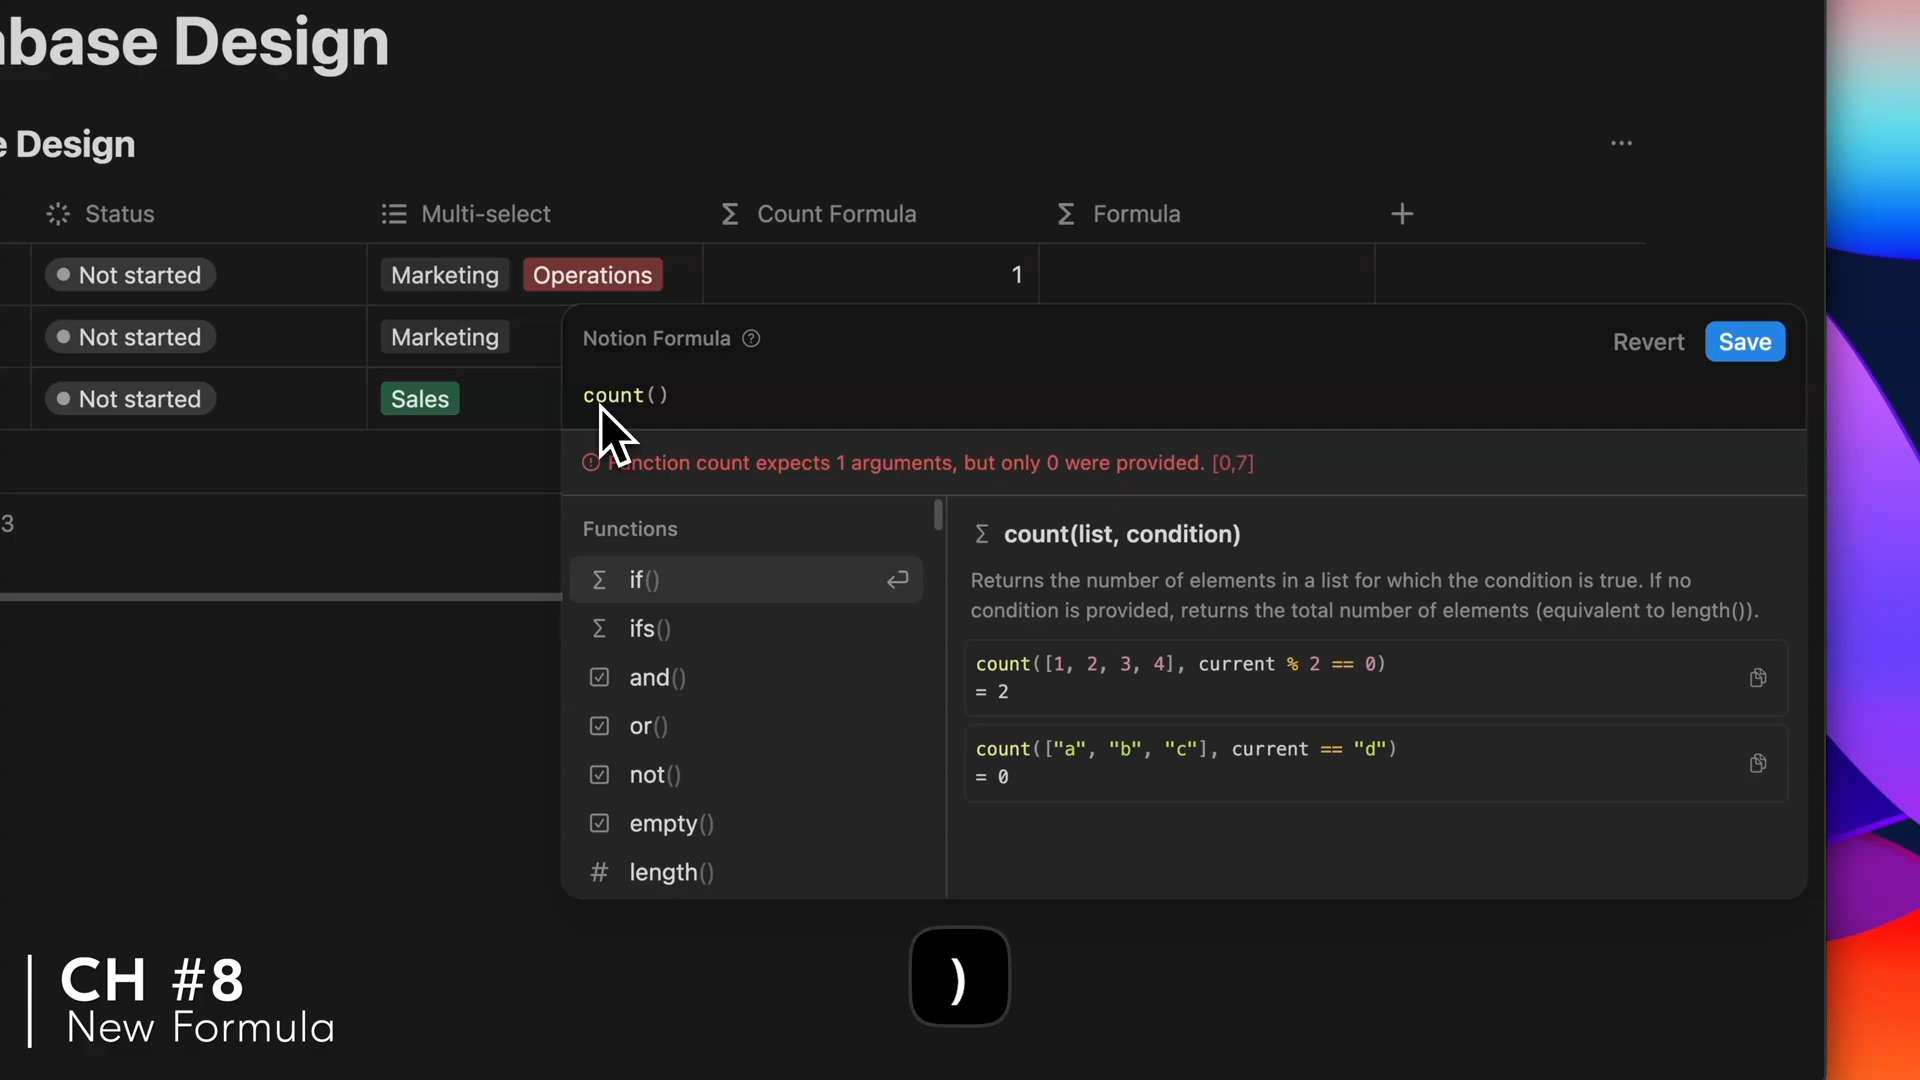 abase Design
e Design
Status
Multi-select
Count Formula
Formula
Not started
Marketing
Operations
1
Not started
Marketing
Not started
Sales
3
Notion Formula
Revert
Save
count()
Function count expects 1 arguments, but only 0 were provided. [0,7]
Functions
if()
ifs()
and()
or()
not()
empty()
length()
count(list, condition)
Returns the number of elements in a list for which the condition is true. If no
condition is provided, returns the total number of elements (equivalent to length()).
count([1, 2, 3, 4], current % 2 == 0)
= 2
count(["a", "b", "c"], current == "d")
= 0
CH #8
New Formula
)